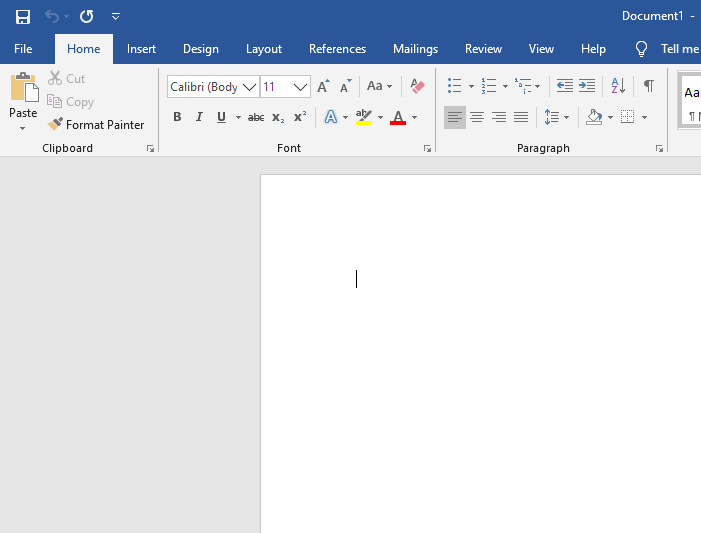 Document1 -
File Home Insert Design Layout References Mailings Review View Help Tell me
Paste
Cut
Copy
Format Painter
Clipboard
Calibri (Body 11 Aa
B I U abc x₂ x² A ab A
Font
A Z
Paragraph
Aa
¶